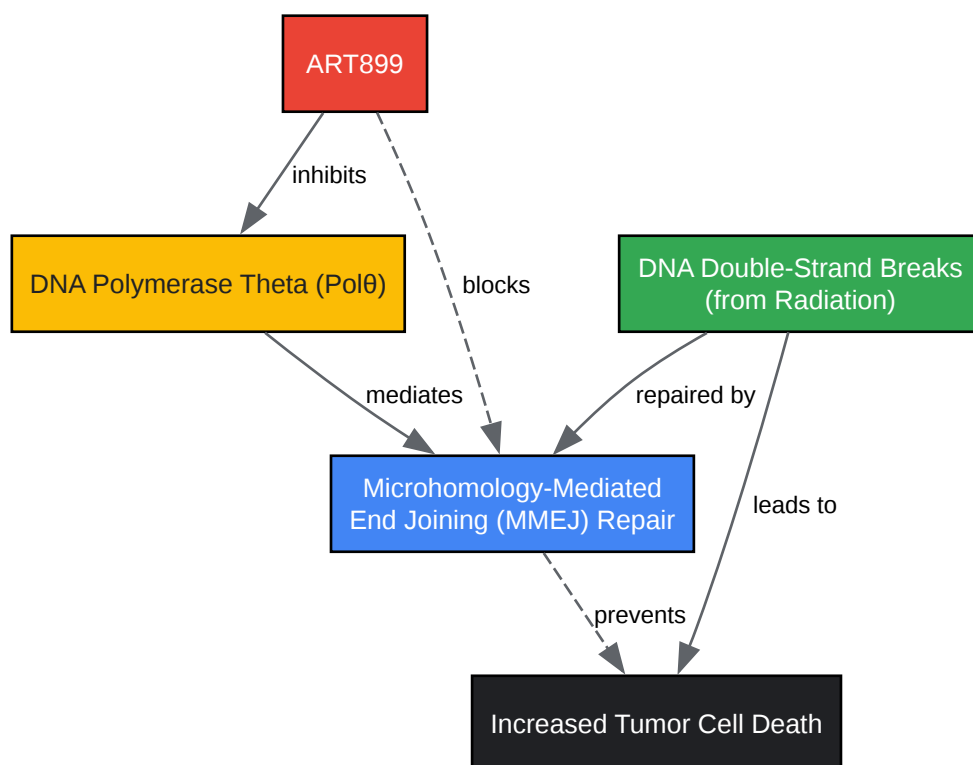 ART899
inhibits
DNA Polymerase Theta (Polθ)
blocks
DNA Double-Strand Breaks
(from Radiation)
mediates
repaired by
Microhomology-Mediated
End Joining (MMEJ) Repair
leads to
prevents
Increased Tumor Cell Death